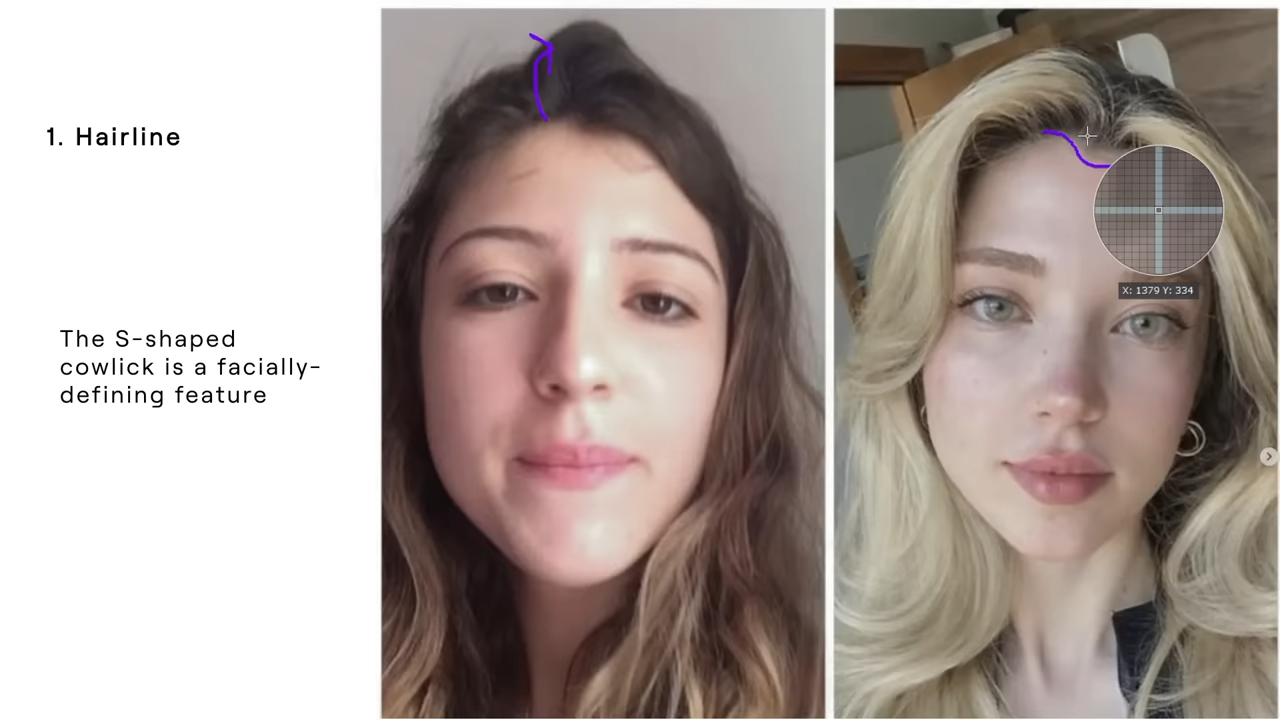 1. Hairline
The S-shaped
cowlick is a facially-
defining feature
X: 1379 Y: 334